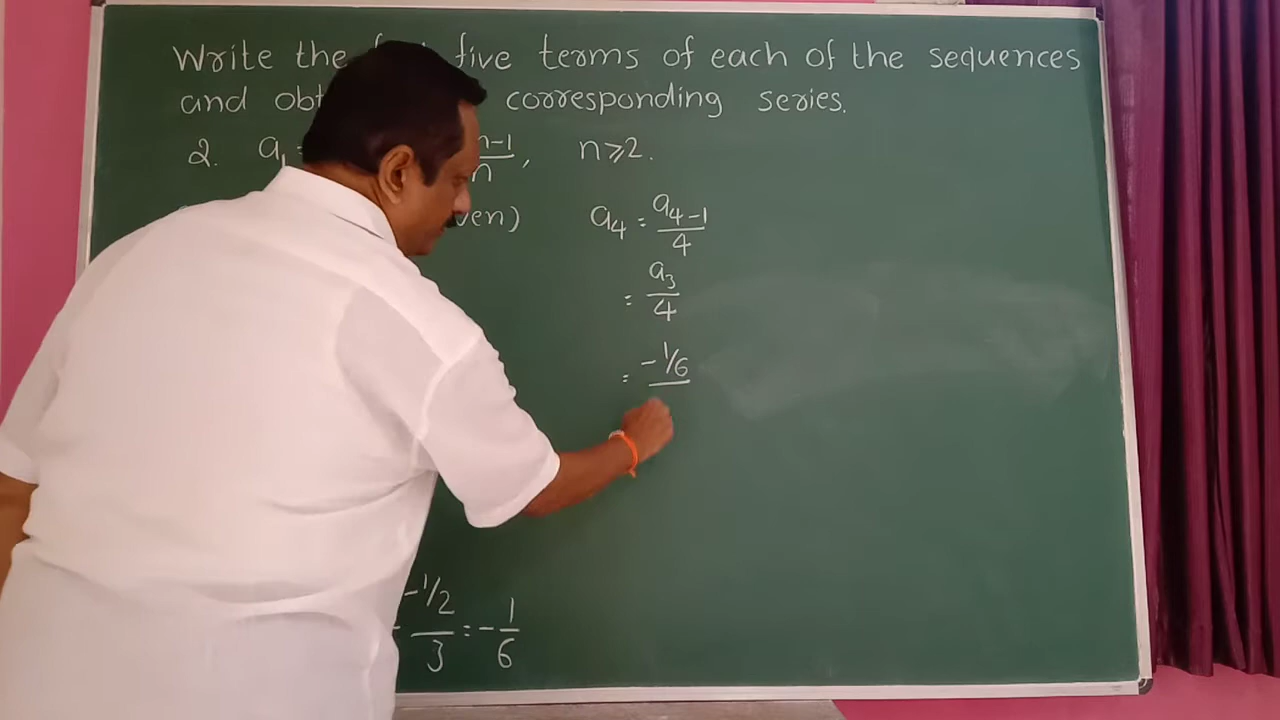 Write the five terms of each of the sequences
and corresponding series.
2. a₁= n-1/n, n≥2.
ven) a₄ = a₄₋₁/4
= a₃/4
= -1/6
-1/2/3 = -1/6